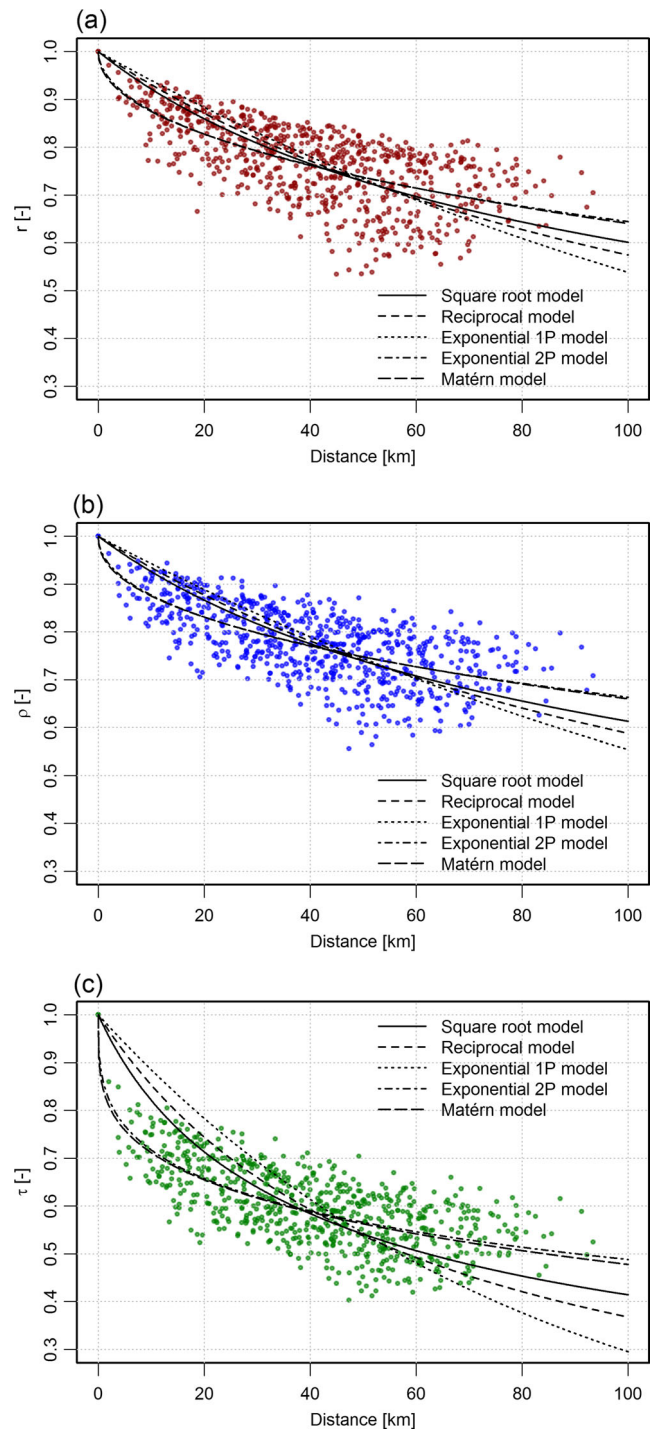 (a)
1.0
0.9
0.8
0.7
0.6
0.5
0.4
0.3
r [-]
Square root model
Reciprocal model
Exponential 1P model
Exponential 2P model
Matérn model
0 20 40 60 80 100
Distance [km]
(b)
1.0
0.9
0.8
0.7
0.6
0.5
0.4
0.3
ρ [-]
Square root model
Reciprocal model
Exponential 1P model
Exponential 2P model
Matérn model
0 20 40 60 80 100
Distance [km]
(c)
1.0
0.9
0.8
0.7
0.6
0.5
0.4
0.3
τ [-]
Square root model
Reciprocal model
Exponential 1P model
Exponential 2P model
Matérn model
0 20 40 60 80 100
Distance [km]